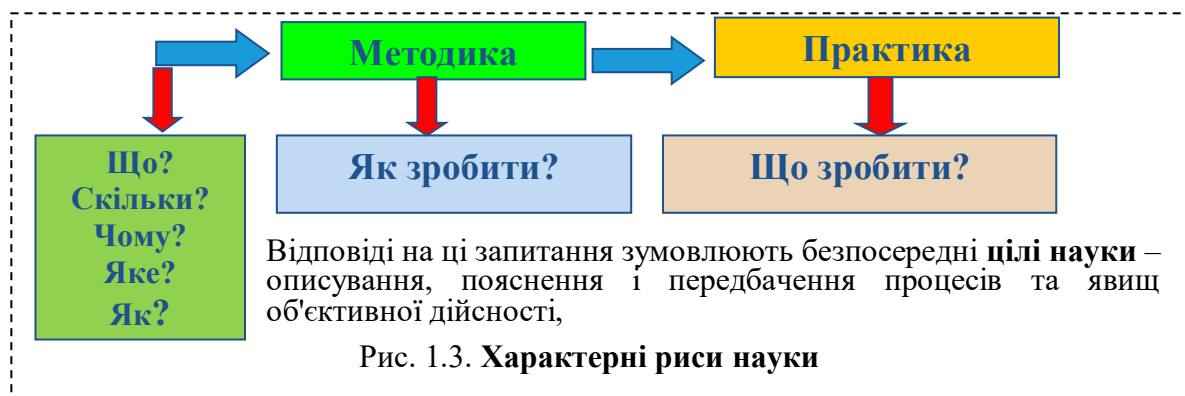 Методика
Практика
Що?
Скільки?
Чому?
Яке?
Як?
Як зробити?
Що зробити?
Відповіді на ці запитання зумовлюють безпосередні цілі науки –
описування, пояснення і передбачення процесів та явищ
об'єктивної дійсності,
Рис. 1.3. Характерні риси науки